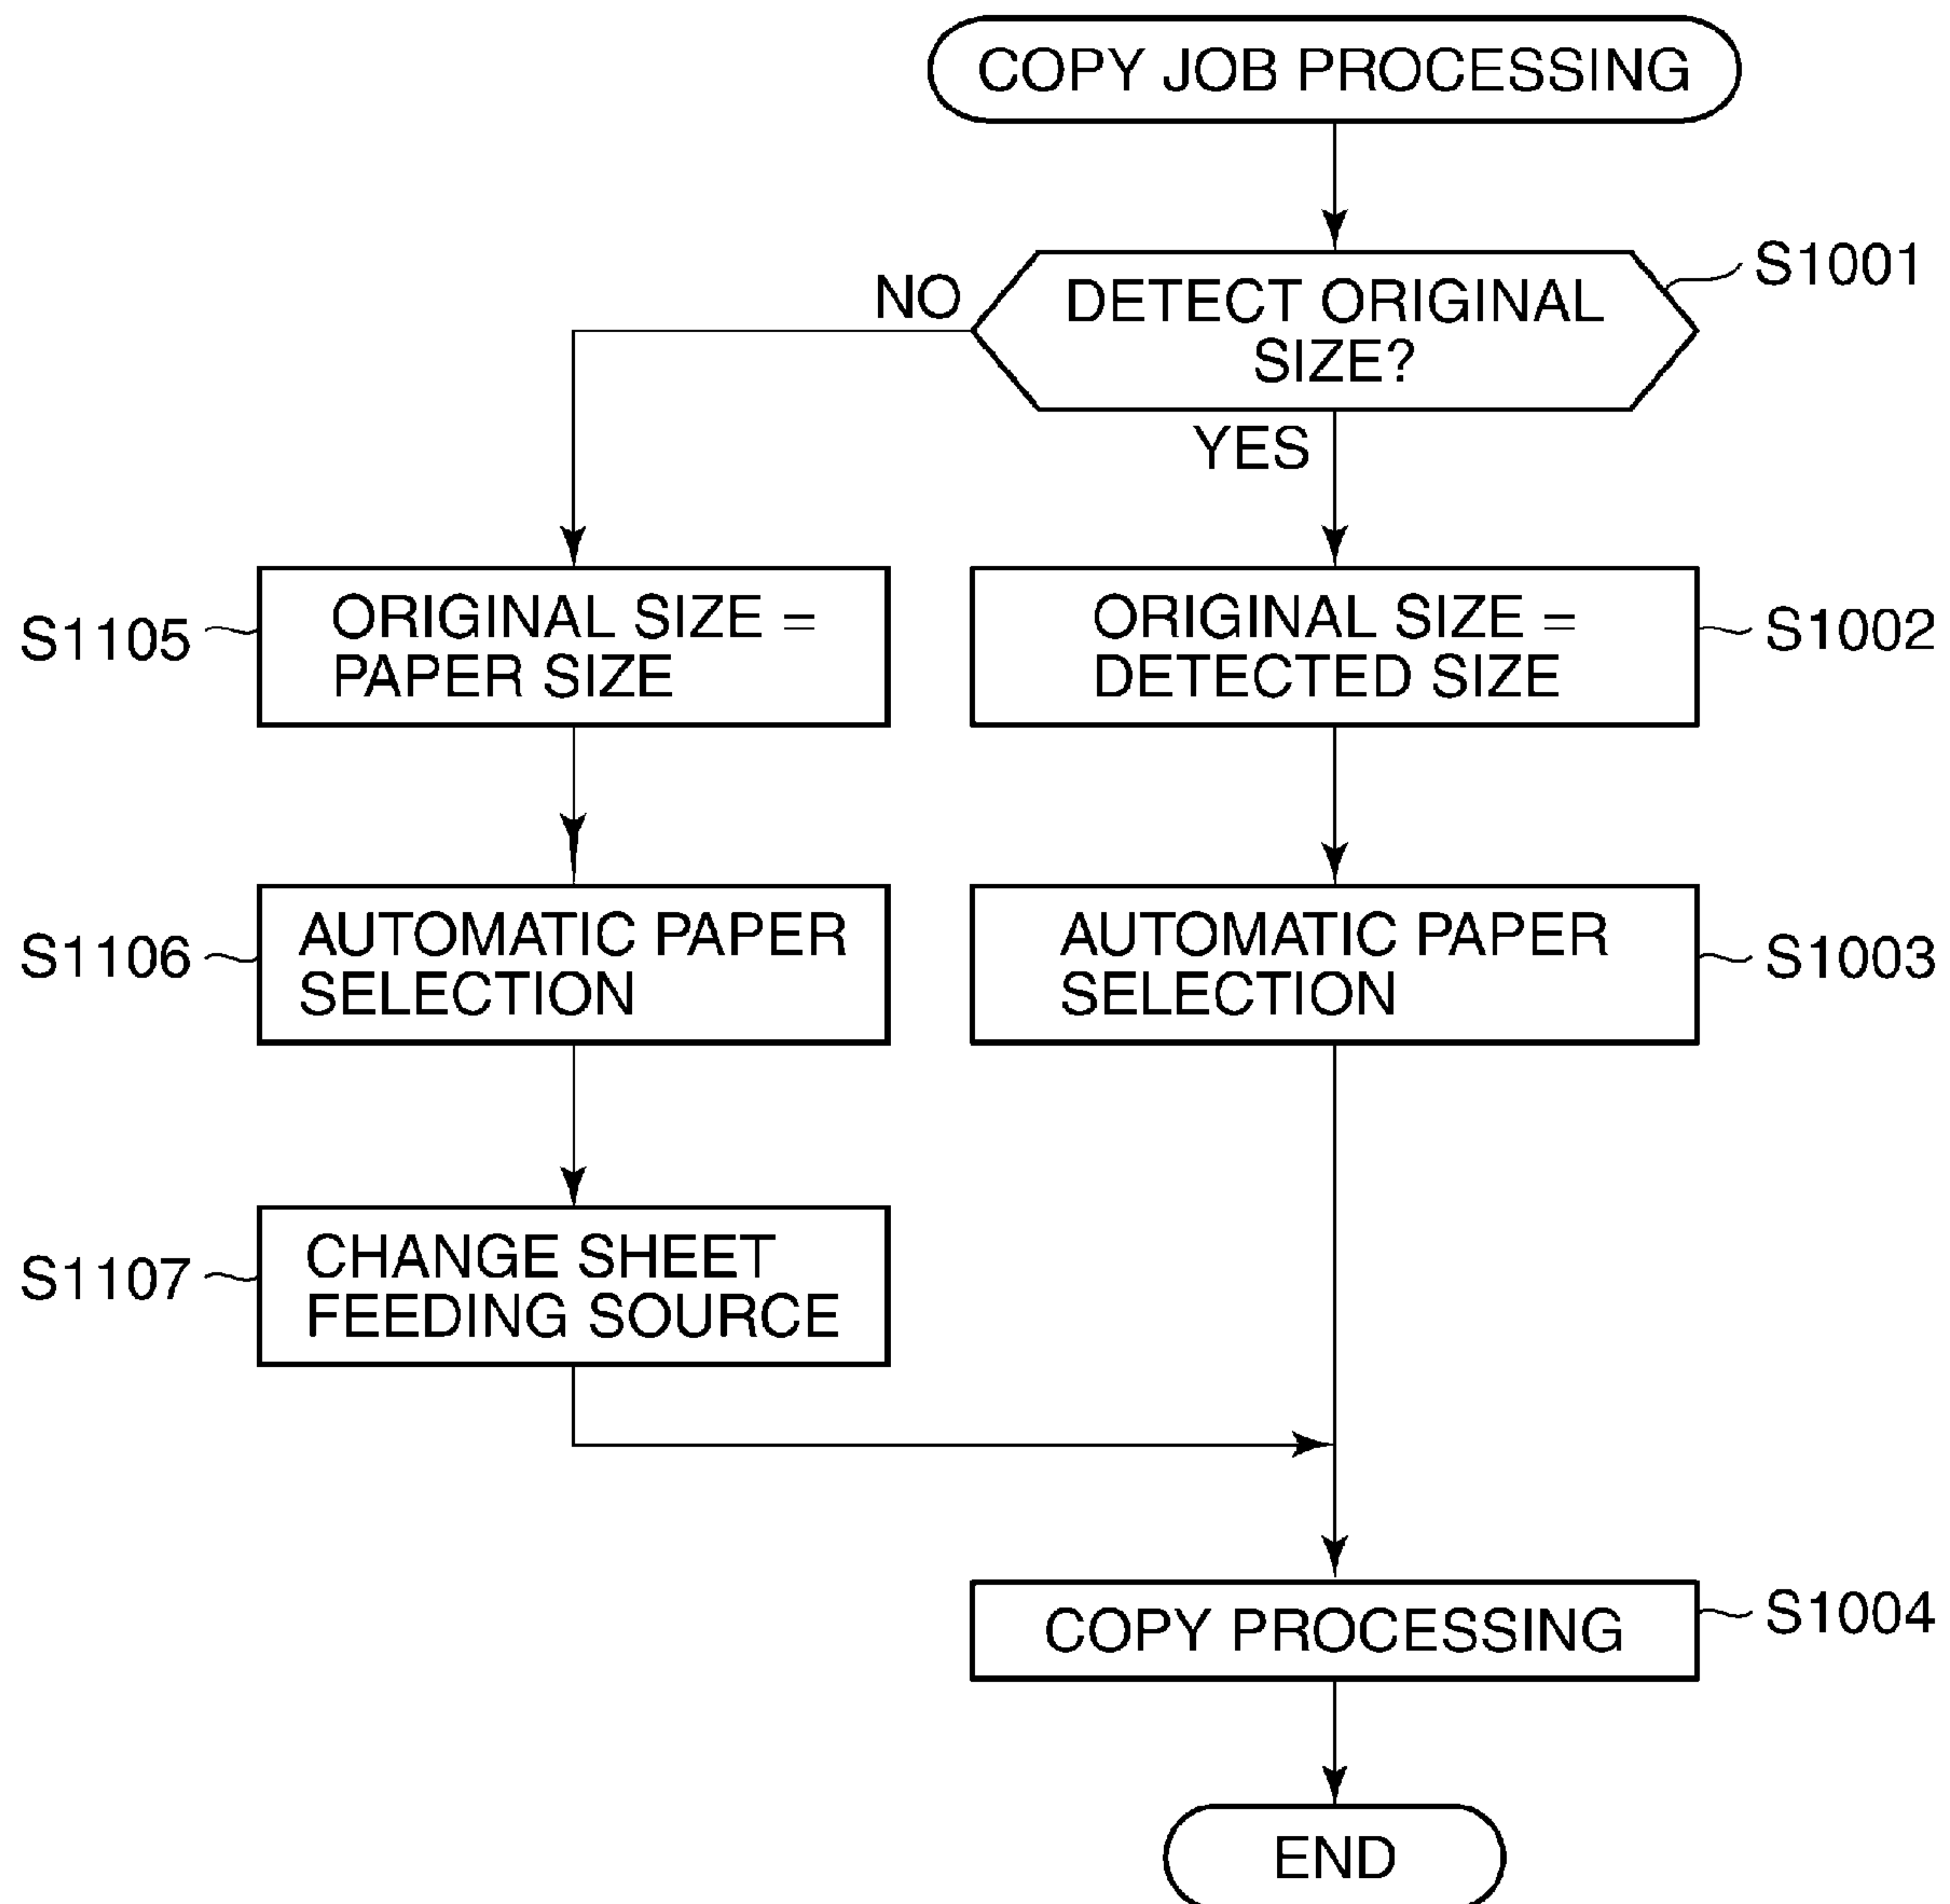 COPY JOB PROCESSING
S1001
NO
DETECT ORIGINAL
SIZE?
YES
S1105
ORIGINAL SIZE =
PAPER SIZE
ORIGINAL SIZE =
DETECTED SIZE
S1002
S1106
AUTOMATIC PAPER
SELECTION
AUTOMATIC PAPER
SELECTION
S1003
S1107
CHANGE SHEET
FEEDING SOURCE
COPY PROCESSING
S1004
END